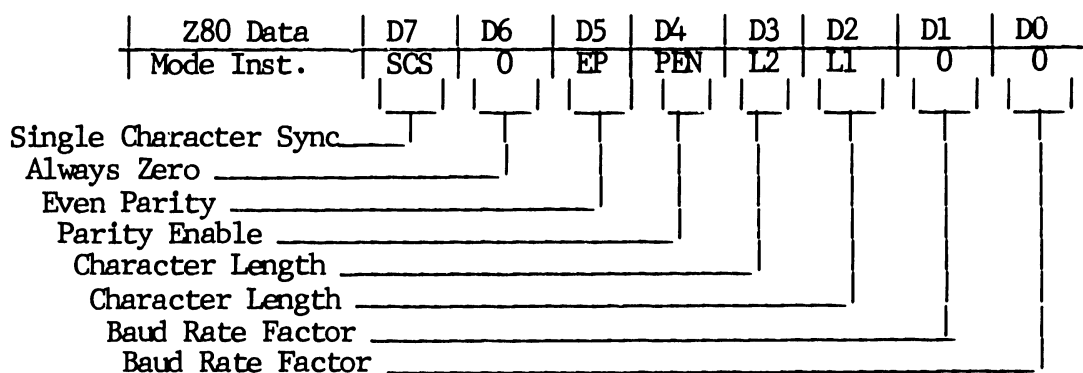 Z80 Data D7 D6 D5 D4 D3 D2 D1 D0
Mode Inst. SCS 0 EP PEN L2 L1 0 0
Single Character Sync
Always Zero
Even Parity
Parity Enable
Character Length
Character Length
Baud Rate Factor
Baud Rate Factor